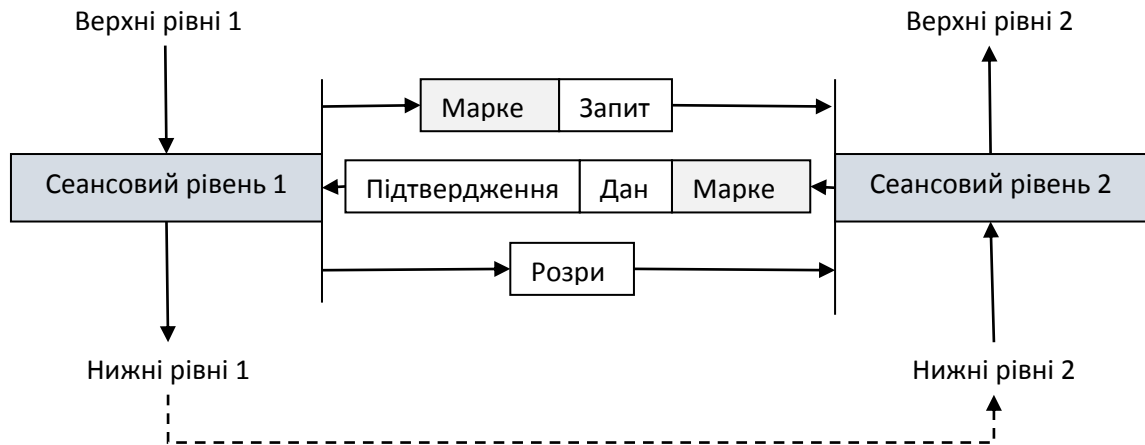 Верхні рівні 1
Верхні рівні 2
Марке
Запит
Сеансовий рівень 1
Підтвердження
Дан
Марке
Сеансовий рівень 2
Розри
Нижні рівні 1
Нижні рівні 2